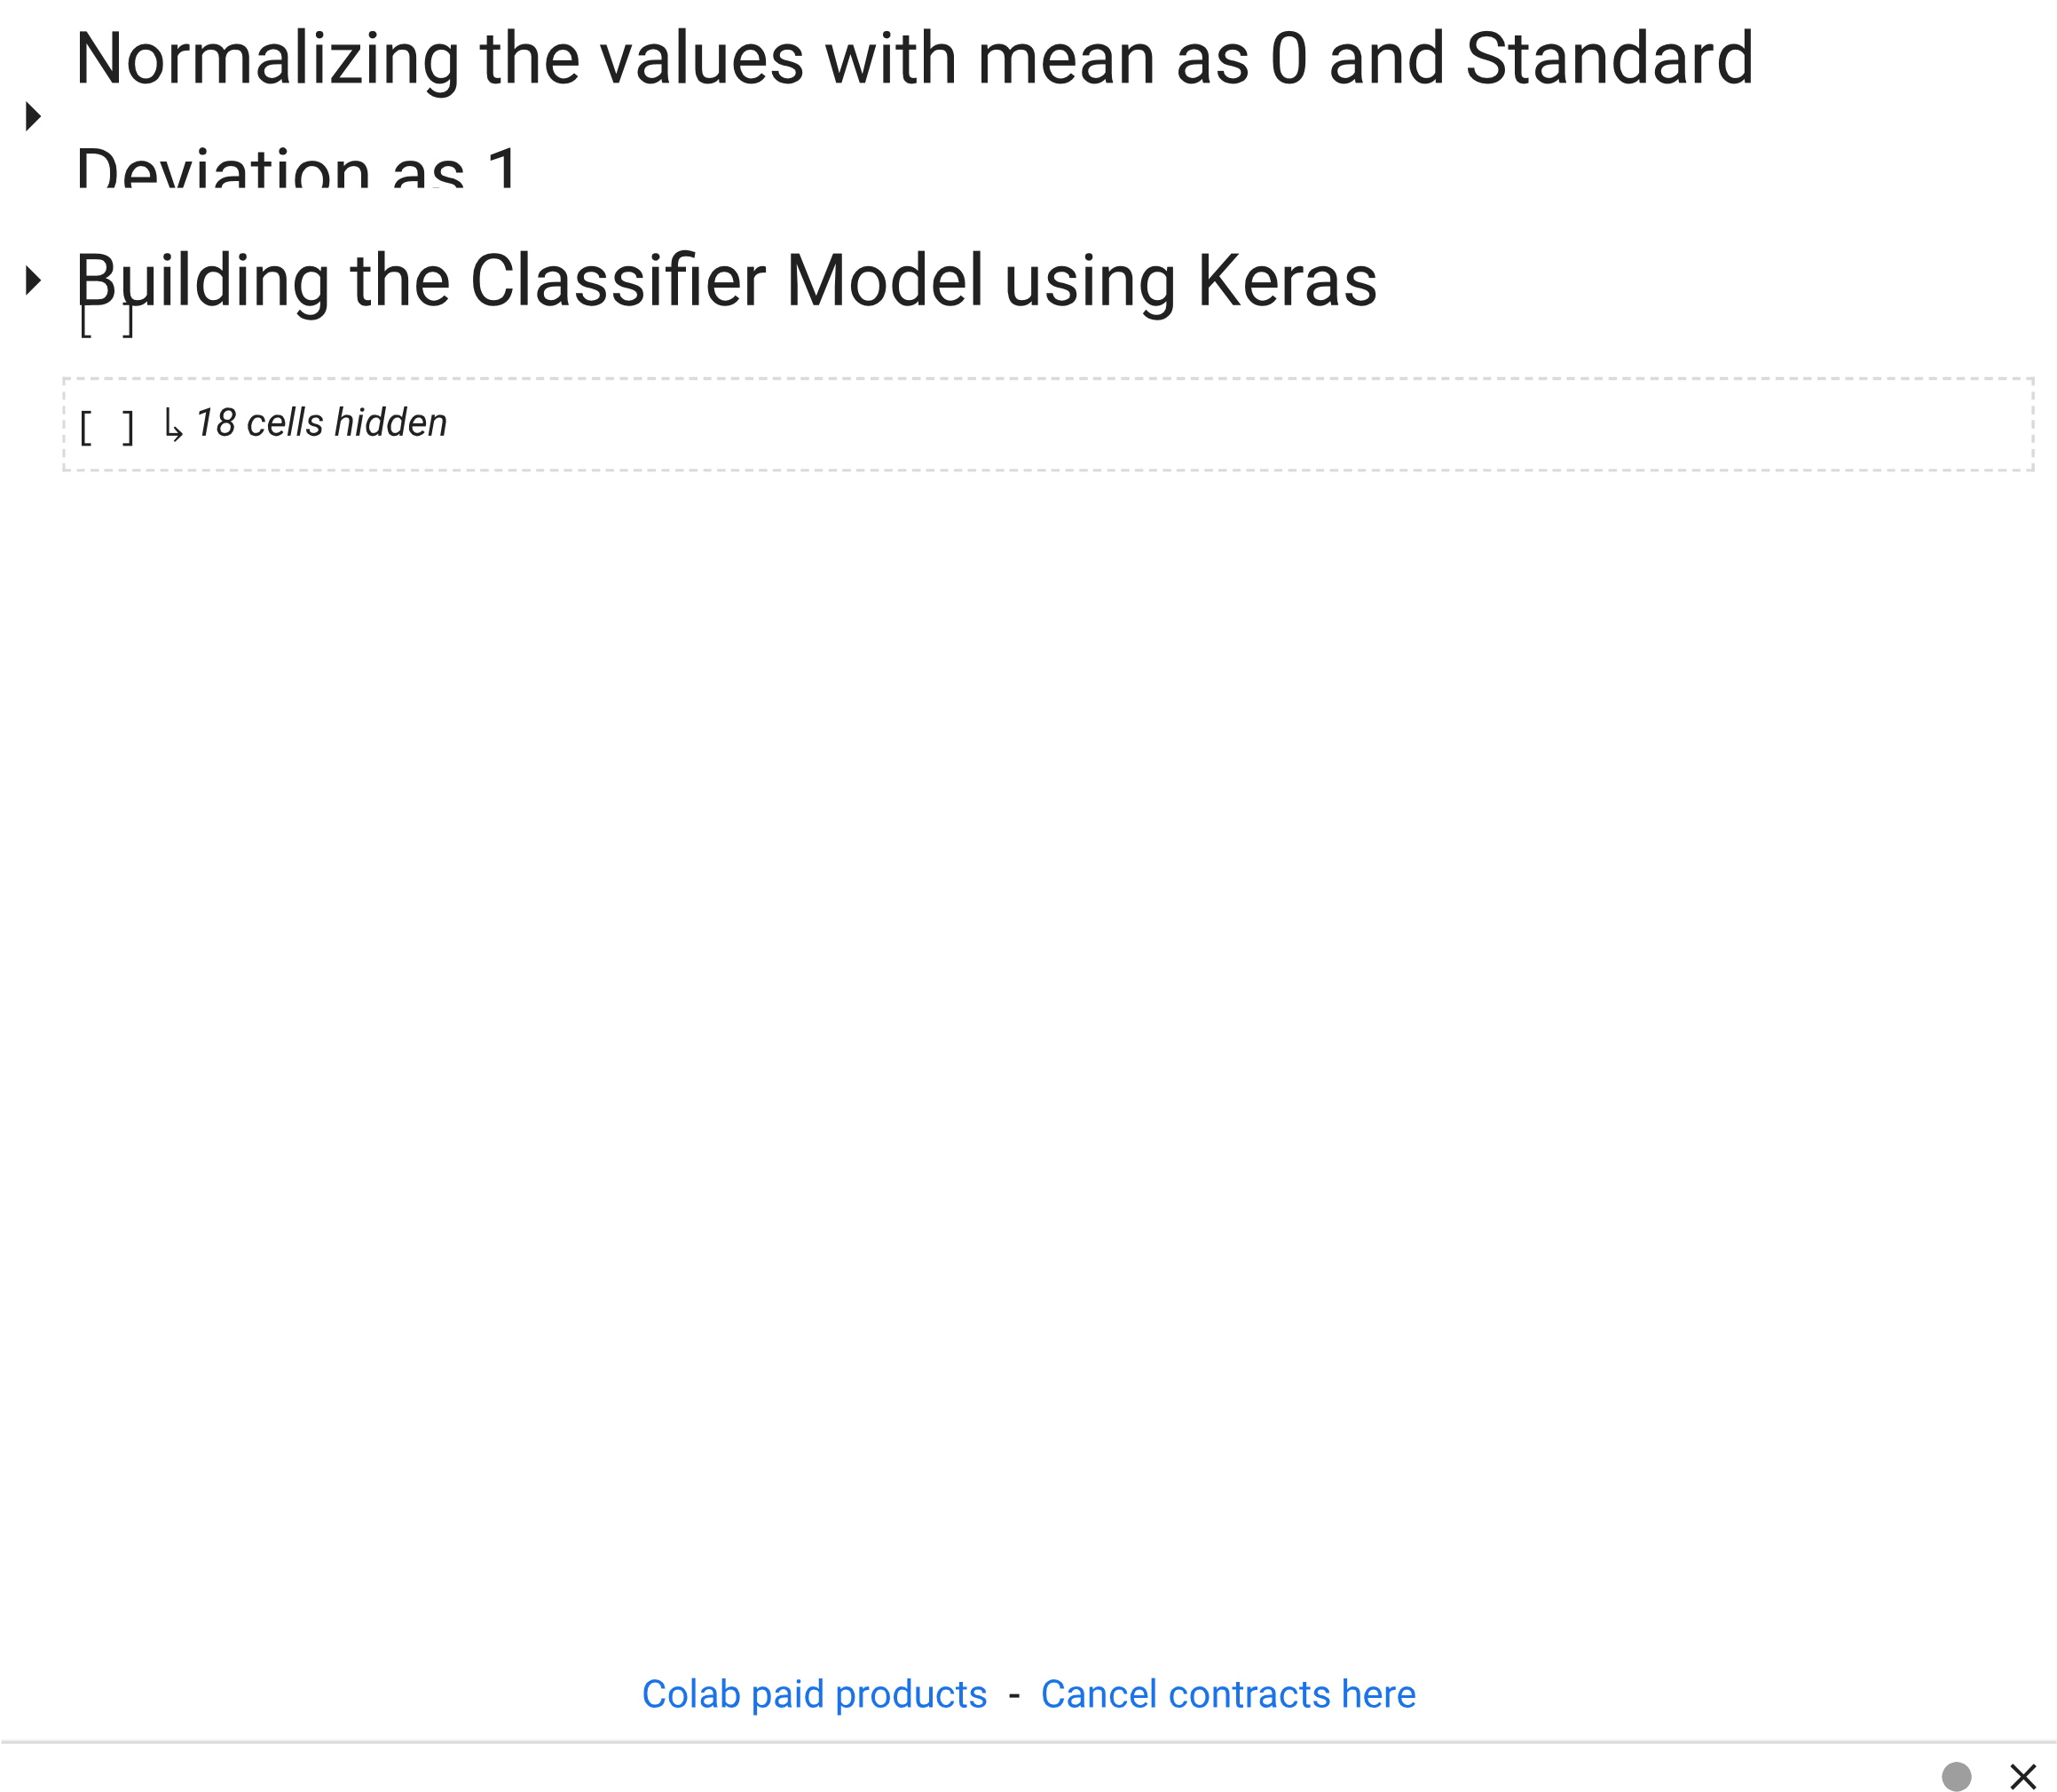 Normalizing the values with mean as 0 and Standard
Deviation as 1
Building the Classifier Model using Keras
[ ]
[ ] ↳ 18 cells hidden
Colab paid products - Cancel contracts here